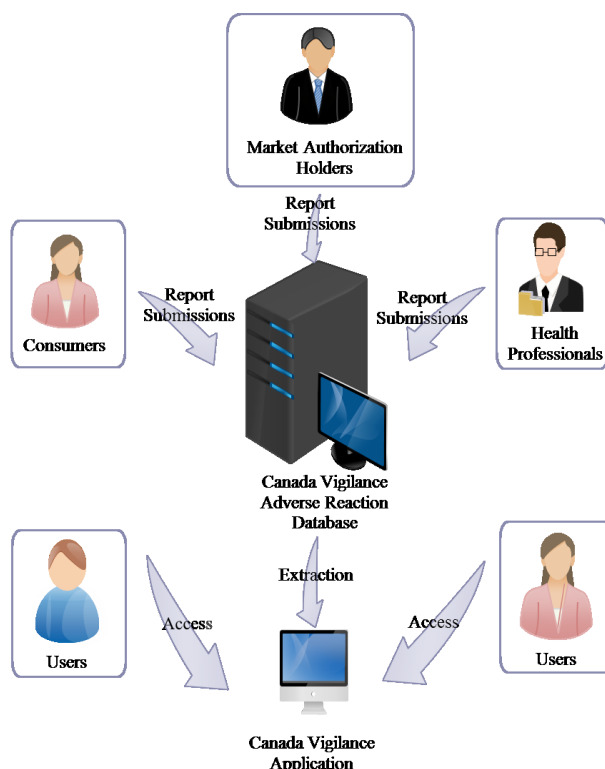 Market Authorization
Holders
Report
Submissions
Report
Submissions
Report
Submissions
Consumers
Health
Professionals
Canada Vigilance
Adverse Reaction
Database
Extraction
Access
Access
Users
Users
Canada Vigilance
Application